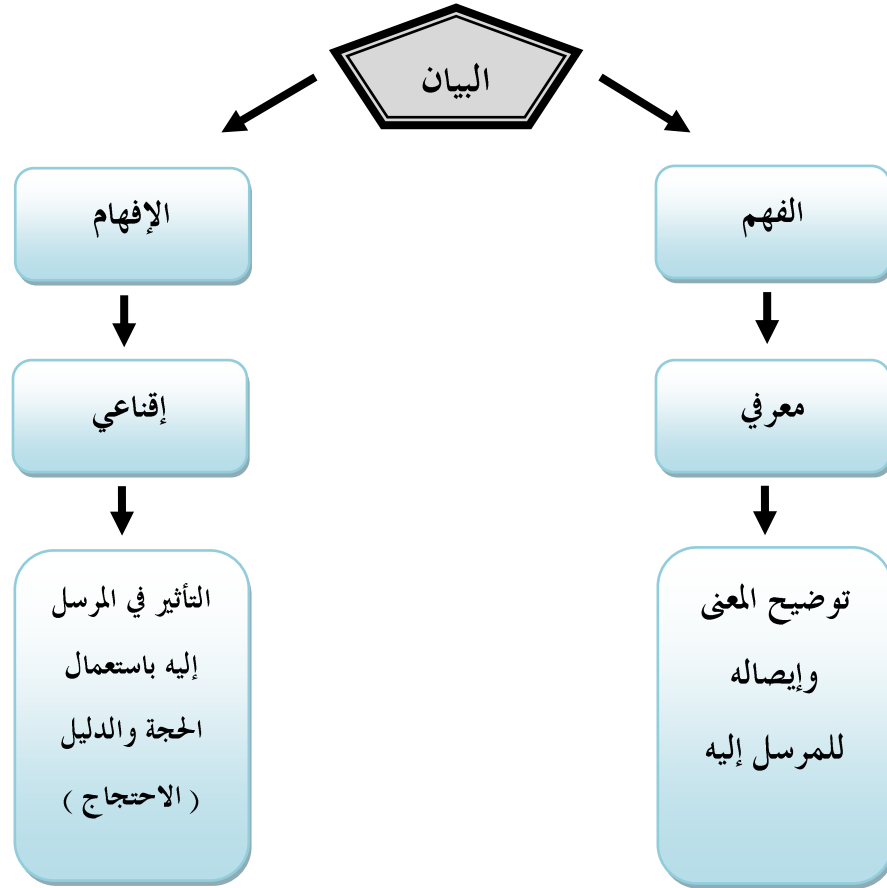 البيان
الفهم
الإفهام
معرفي
إقناعي
توضيح المعنى
وإيصاله
للمرسل إليه
التأثير في المرسل
إليه باستعمال
الحجة والدليل
( الاحتجاج )